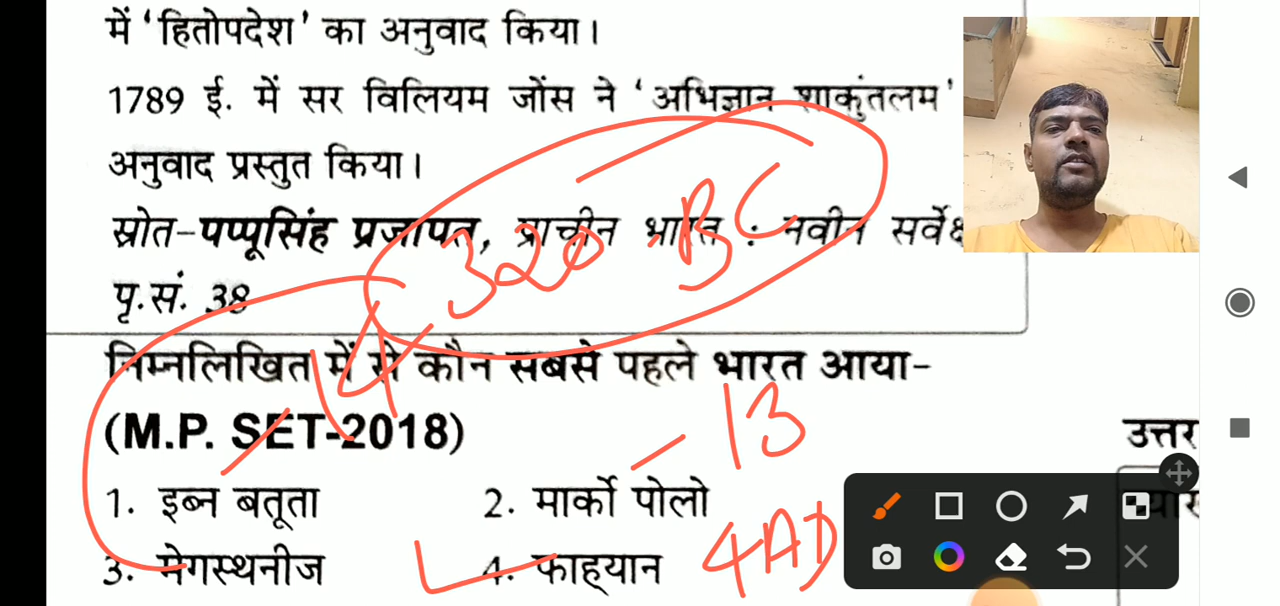 में ‘हितोपदेश’ का अनुवाद किया।
1789 ई. में सर विलियम जोंस ने ‘अभिज्ञान शाकुंतलम’
अनुवाद प्रस्तुत किया।
स्रोत–पप्पूसिंह प्रजापत, प्राचीन भारत : नवीन सर्वे
320 BC
पृ.सं. 38
निम्नलिखित में से कौन सबसे पहले भारत आया–
(M.P. SET-2018)
– 14
– 13
उत्तर
1. इब्न बतूता 2. मार्को पोलो
3. मेगस्थनीज 4. फाह्यान 4AD